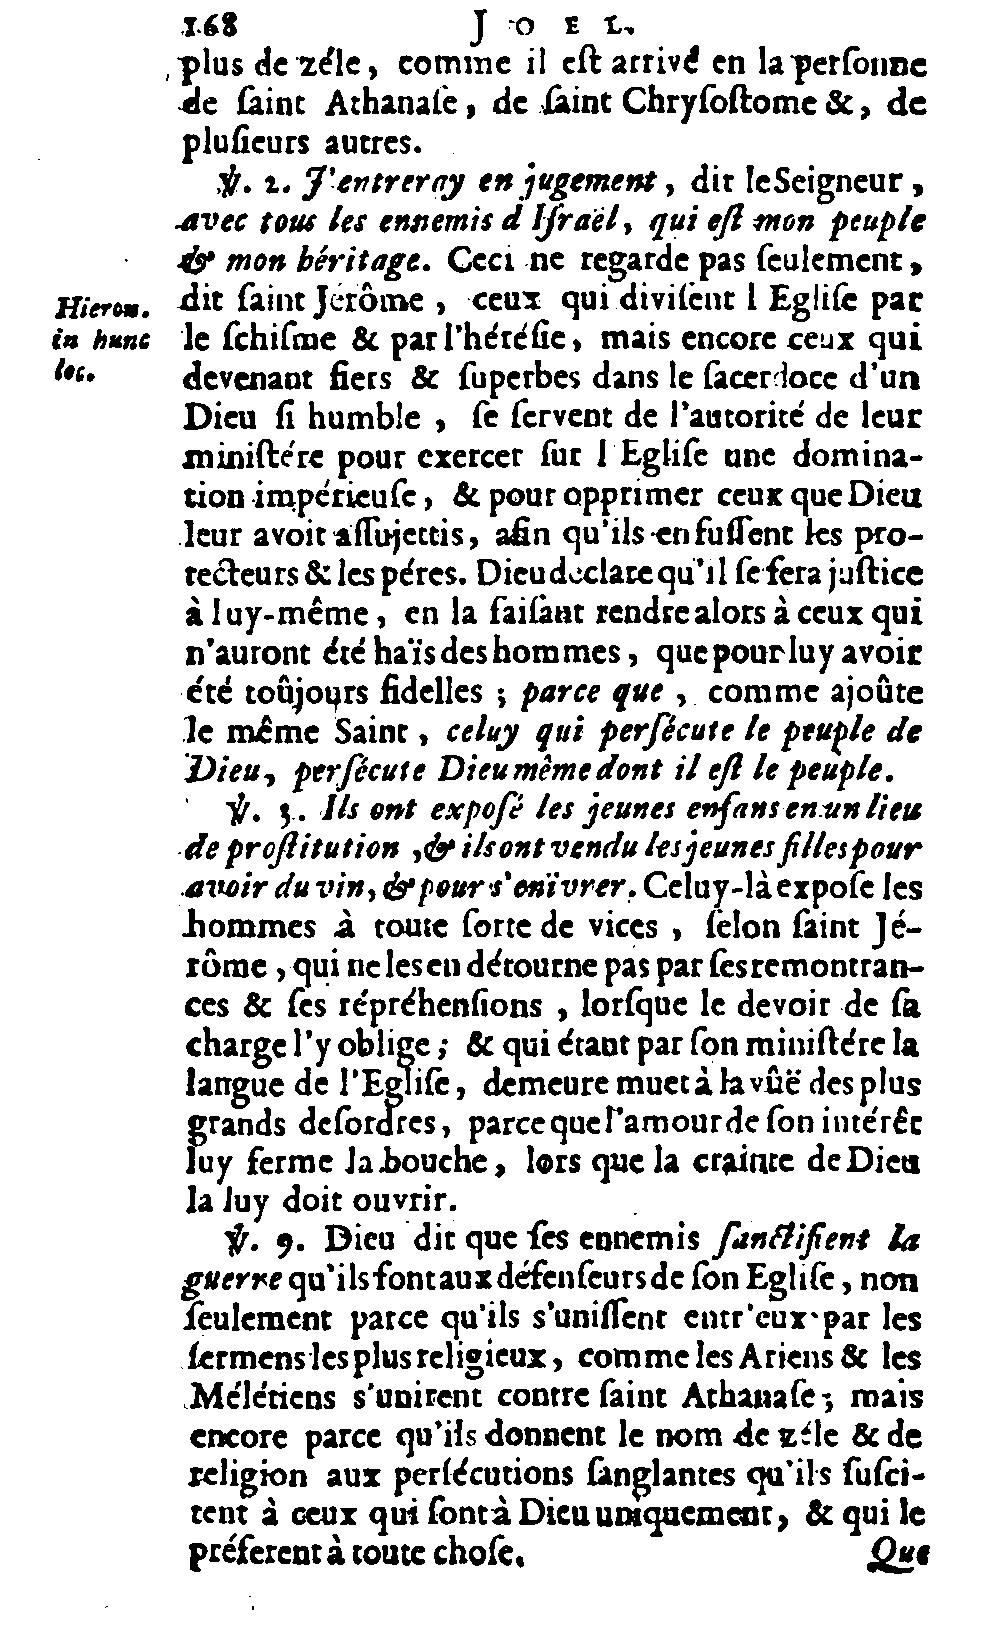 168 JOEL.
plus de zéle, comme il eſt arrivé en la perſonne
de ſaint Athanaſe, de ſaint Chryſoſtome &, de
pluſieurs autres.
℣. 2. J'entreray en jugement, dit le Seigneur,
avec tous les ennemis d Iſraël, qui eſt mon peuple
& mon héritage. Ceci ne regarde pas ſeulement,
dit ſaint Jérôme, ceux qui diviſent l Egliſe par
Hieron.
in hunc
loc.
le ſchiſme & par l'héréſie, mais encore ceux qui
devenant fiers & ſuperbes dans le ſacerdoce d'un
Dieu ſi humble, ſe ſervent de l'autorité de leur
miniſtére pour exercer ſur l Egliſe une domina-
tion impérieuſe, & pour opprimer ceux que Dieu
leur avoit aſſujettis, afin qu'ils en fuſſent les pro-
tecteurs & les péres. Dieu declare qu'il ſe fera juſtice
à luy-même, en la faiſant rendre alors à ceux qui
n'auront été haïs des hommes, que pour luy avoir
été toûjours fidelles; parce que, comme ajoûte
le même Saint, celuy qui perſécute le peuple de
Dieu, perſécute Dieu même dont il eſt le peuple.
℣. 3. Ils ont expoſé les jeunes enfans en un lieu
de proſtitution, & ils ont vendu les jeunes filles pour
avoir du vin, & pour s'enïvrer. Celuy-là expoſe les
hommes à toute ſorte de vices, ſelon ſaint Jé-
rôme, qui ne les en détourne pas par ſes remontran-
ces & ſes répréhenſions, lorſque le devoir de ſa
charge l'y oblige; & qui étant par ſon miniſtére la
langue de l'Egliſe, demeure muet à la vûë des plus
grands deſordres, parce que l'amour de ſon intérêt
luy ferme la bouche, lors que la crainte de Dieu
la luy doit ouvrir.
℣. 9. Dieu dit que ſes ennemis ſanctifient la
guerre qu'ils font aux défenſeurs de ſon Egliſe, non
ſeulement parce qu'ils s'uniſſent entr'eux par les
ſermens les plus religieux, comme les Ariens & les
Mélétiens s'unirent contre ſaint Athanaſe; mais
encore parce qu'ils donnent le nom de zéle & de
religion aux perſécutions ſanglantes qu'ils ſuſci-
tent à ceux qui ſont à Dieu uniquement, & qui le
préferent à toute choſe. Que